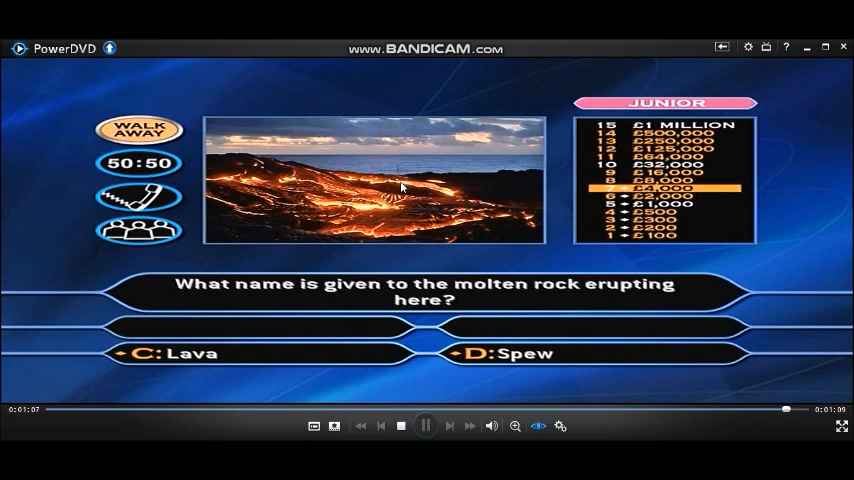 PowerDVD
www.BANDICAM.com
?
WALK AWAY
50:50
JUNIOR
15 £1 MILLION
14 £500,000
13 £250,000
12 £125,000
11 £64,000
10 £32,000
9 £16,000
8 £8,000
7 £4,000
6 £2,000
5 £1,000
4 £500
3 £300
2 £200
1 £100
What name is given to the molten rock erupting
here?
C: Lava
D: Spew
0:01:07
0:01:09